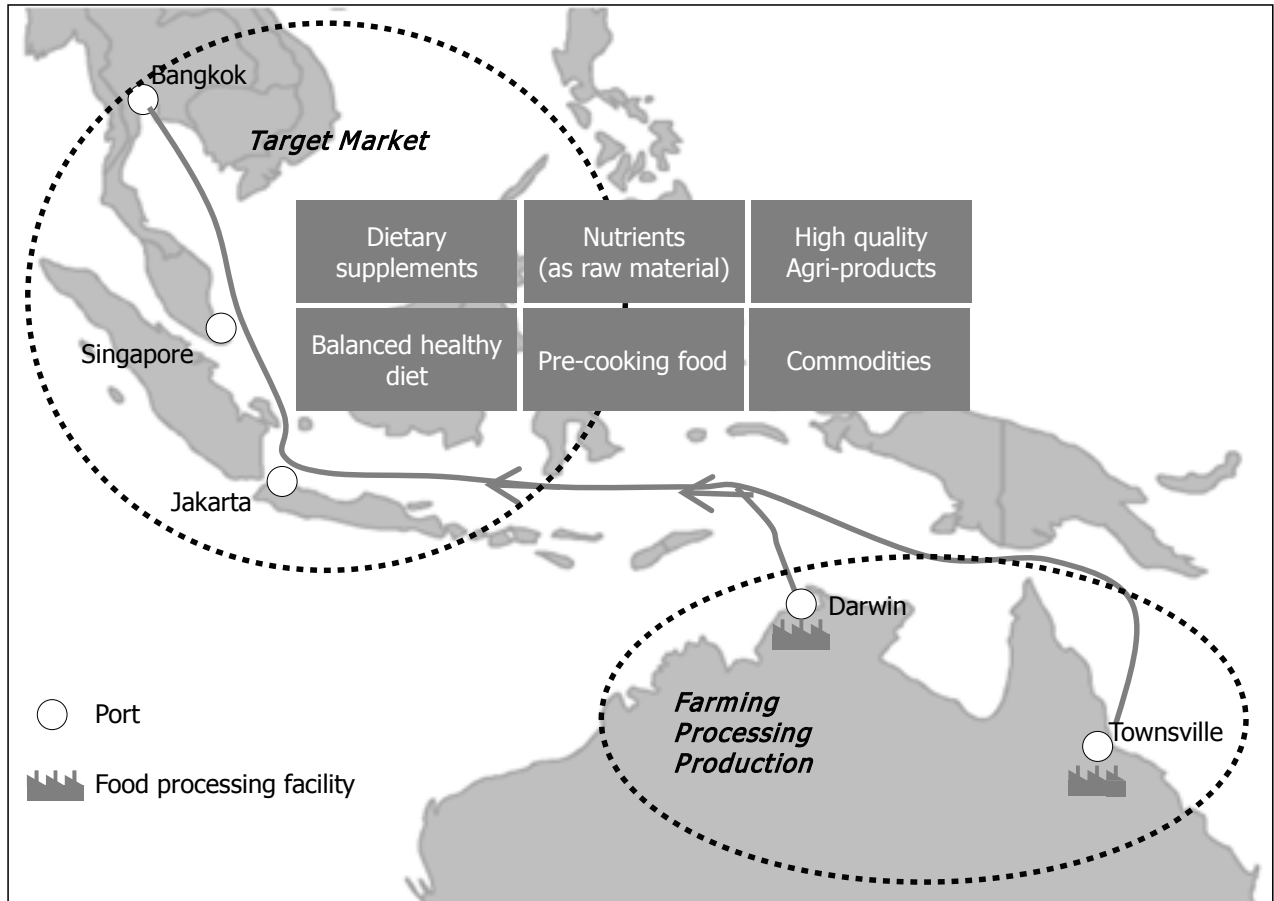 Bangkok
Target Market
Dietary
supplements
Nutrients
(as raw material)
High quality
Agri-products
Balanced healthy
diet
Pre-cooking food
Commodities
Singapore
Jakarta
Darwin
Farming
Processing
Production
Townsville
Port
Food processing facility